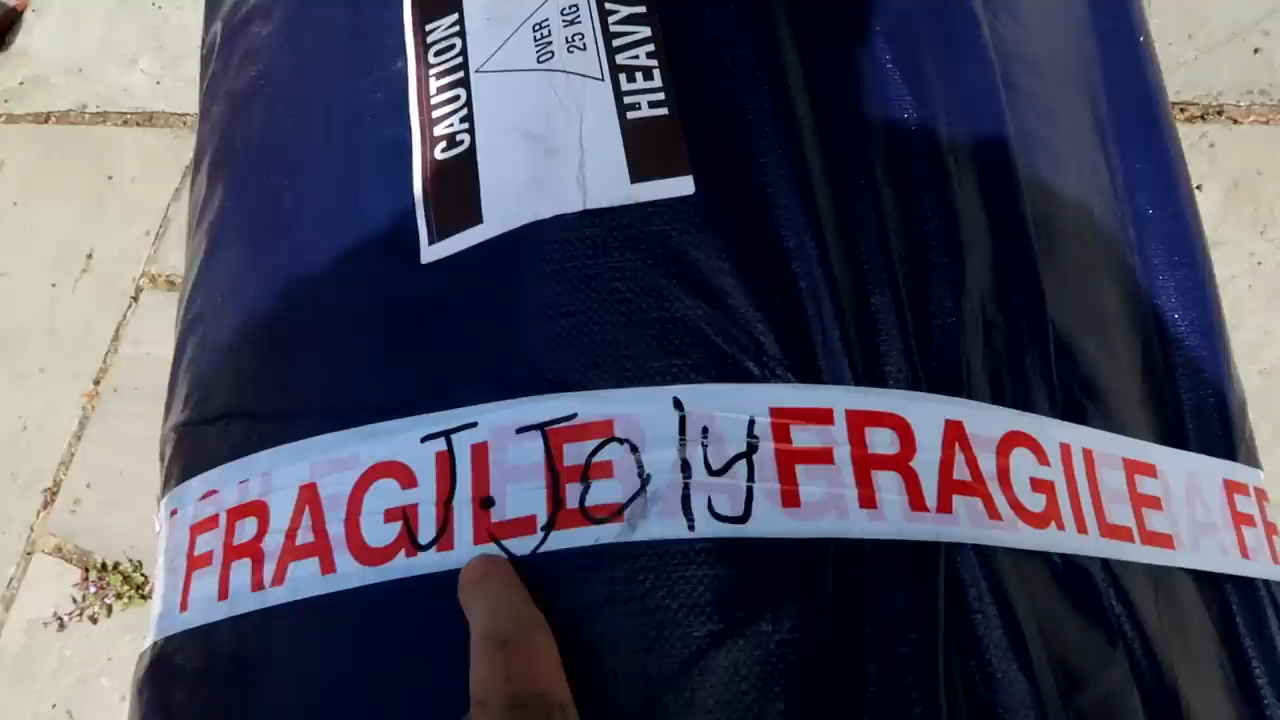 CAUTION
OVER
25 KG
HEAVY
FRAGILE FRAGILE
J. Joly